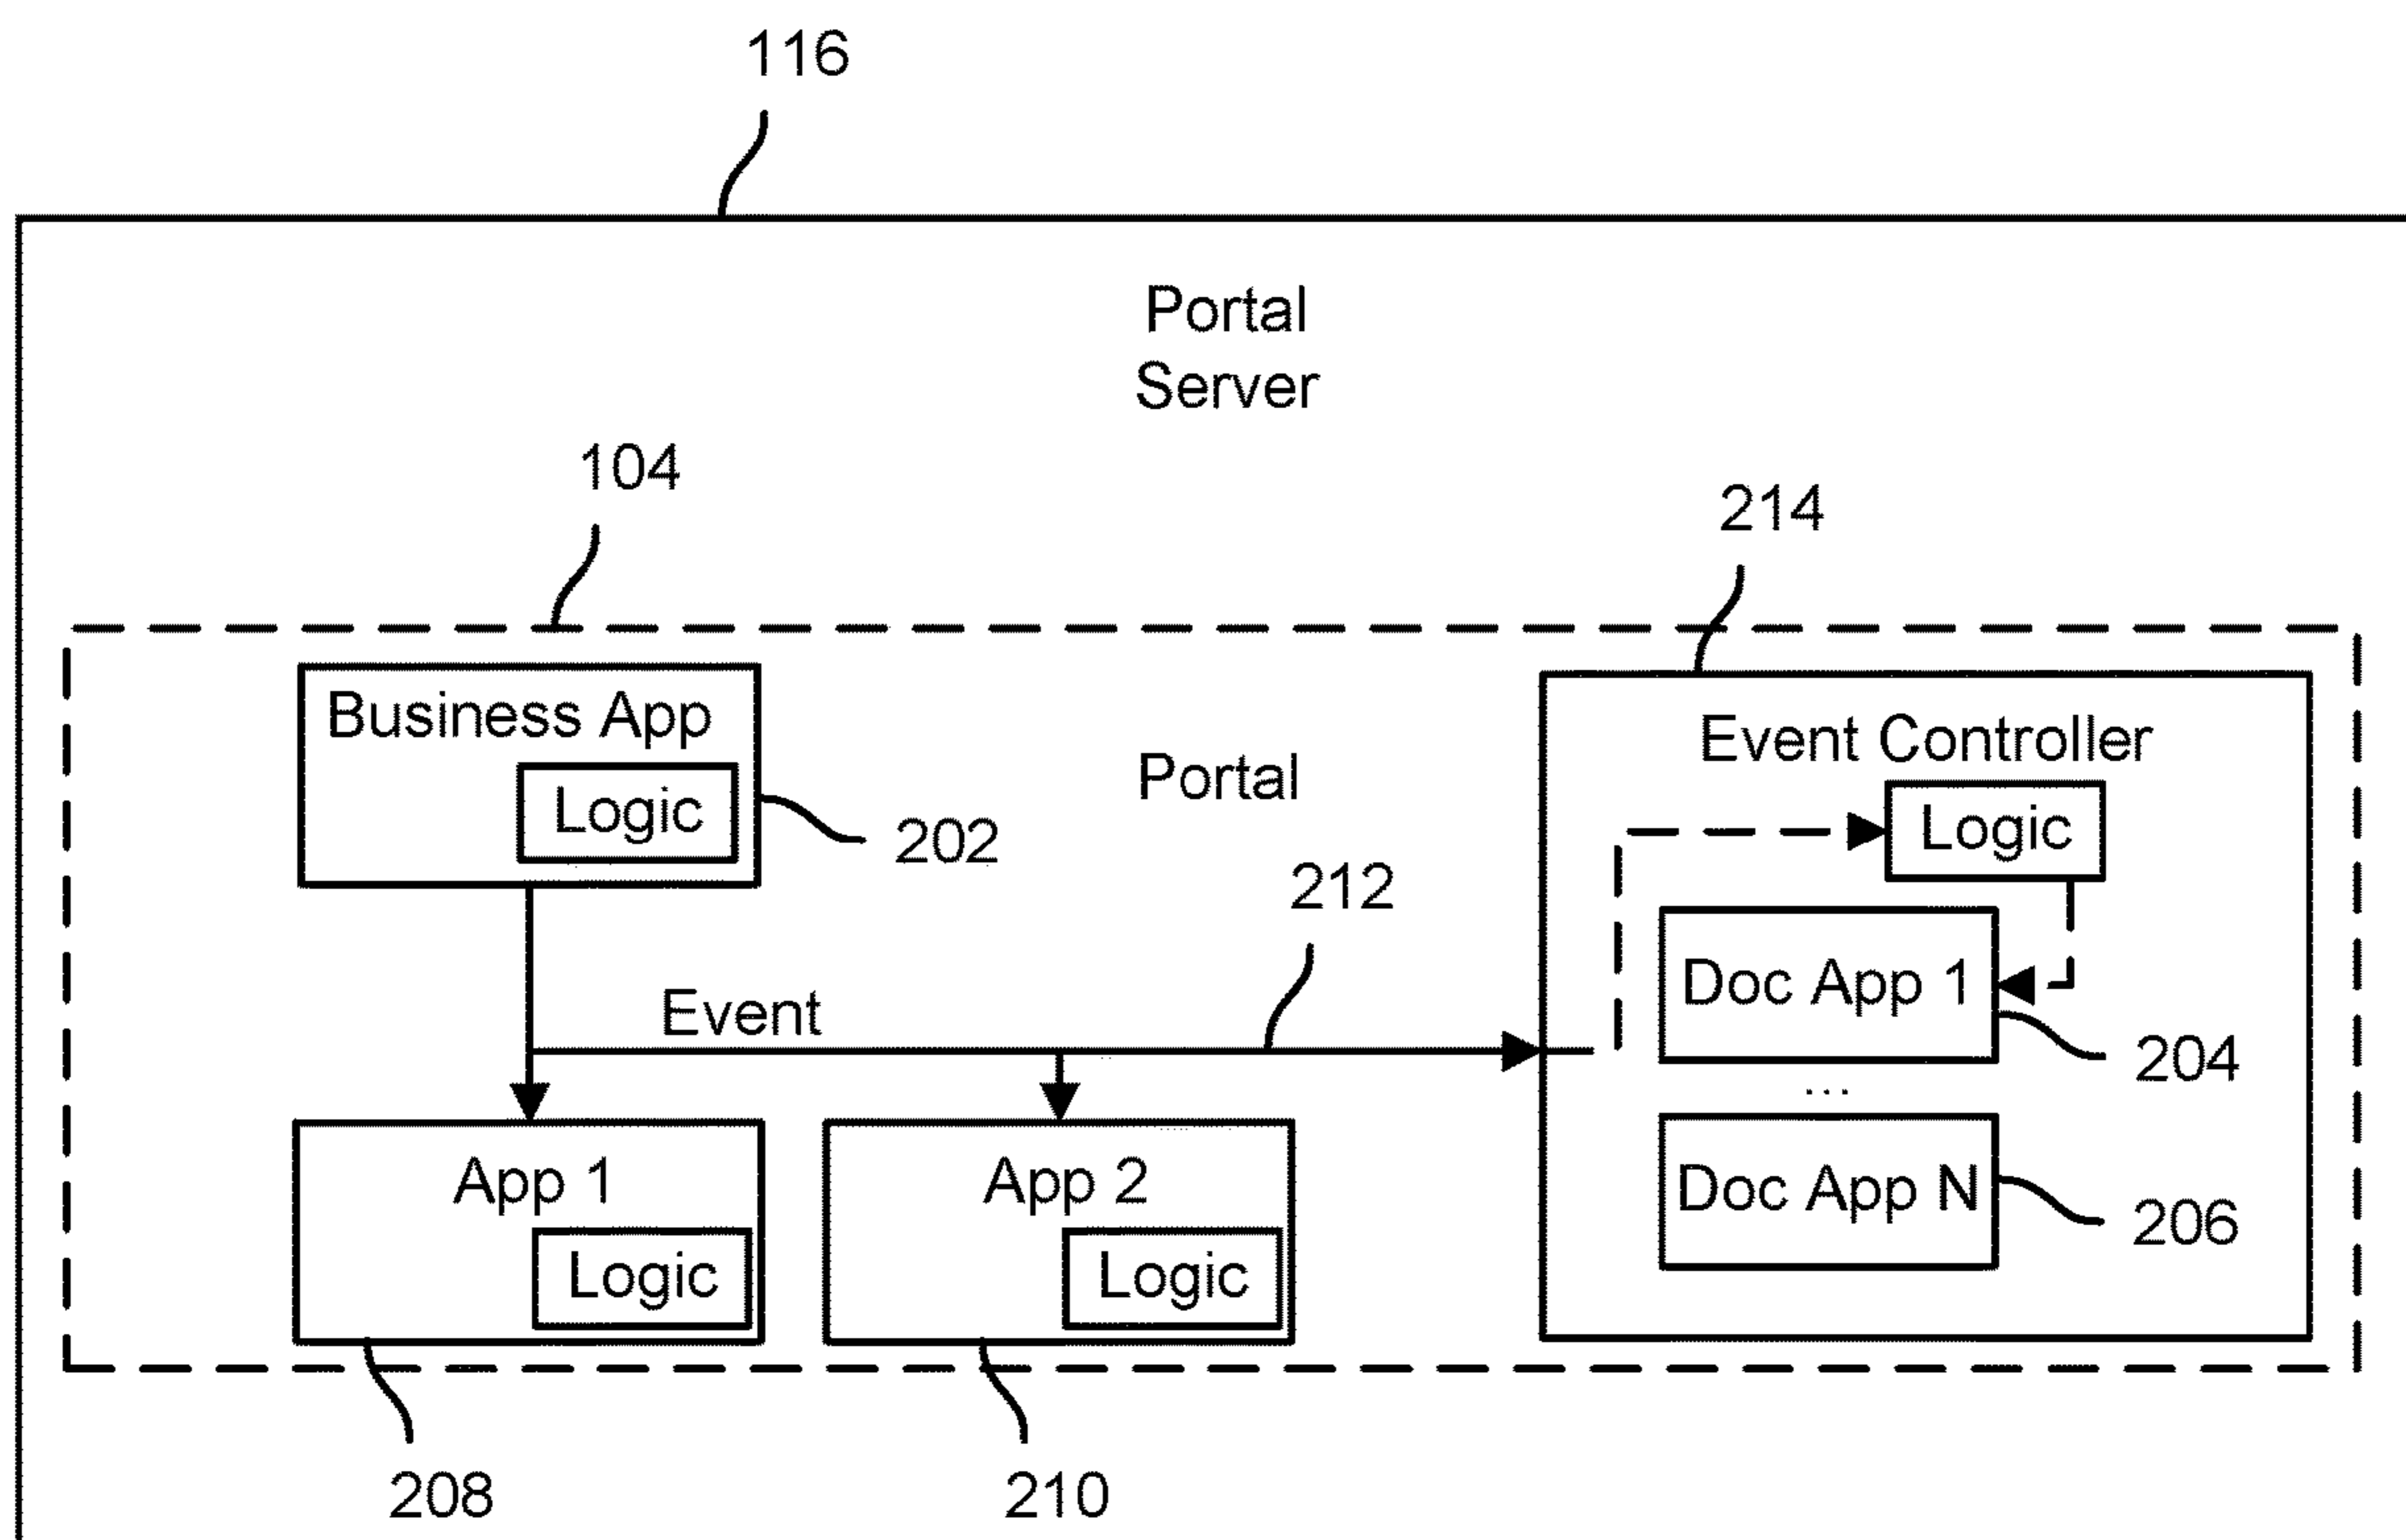 116
Portal
Server
104
214
Business App
Logic
202
Portal
Event Controller
Logic
212
Event
Doc App 1
204
...
Doc App N
206
App 1
Logic
App 2
Logic
208
210